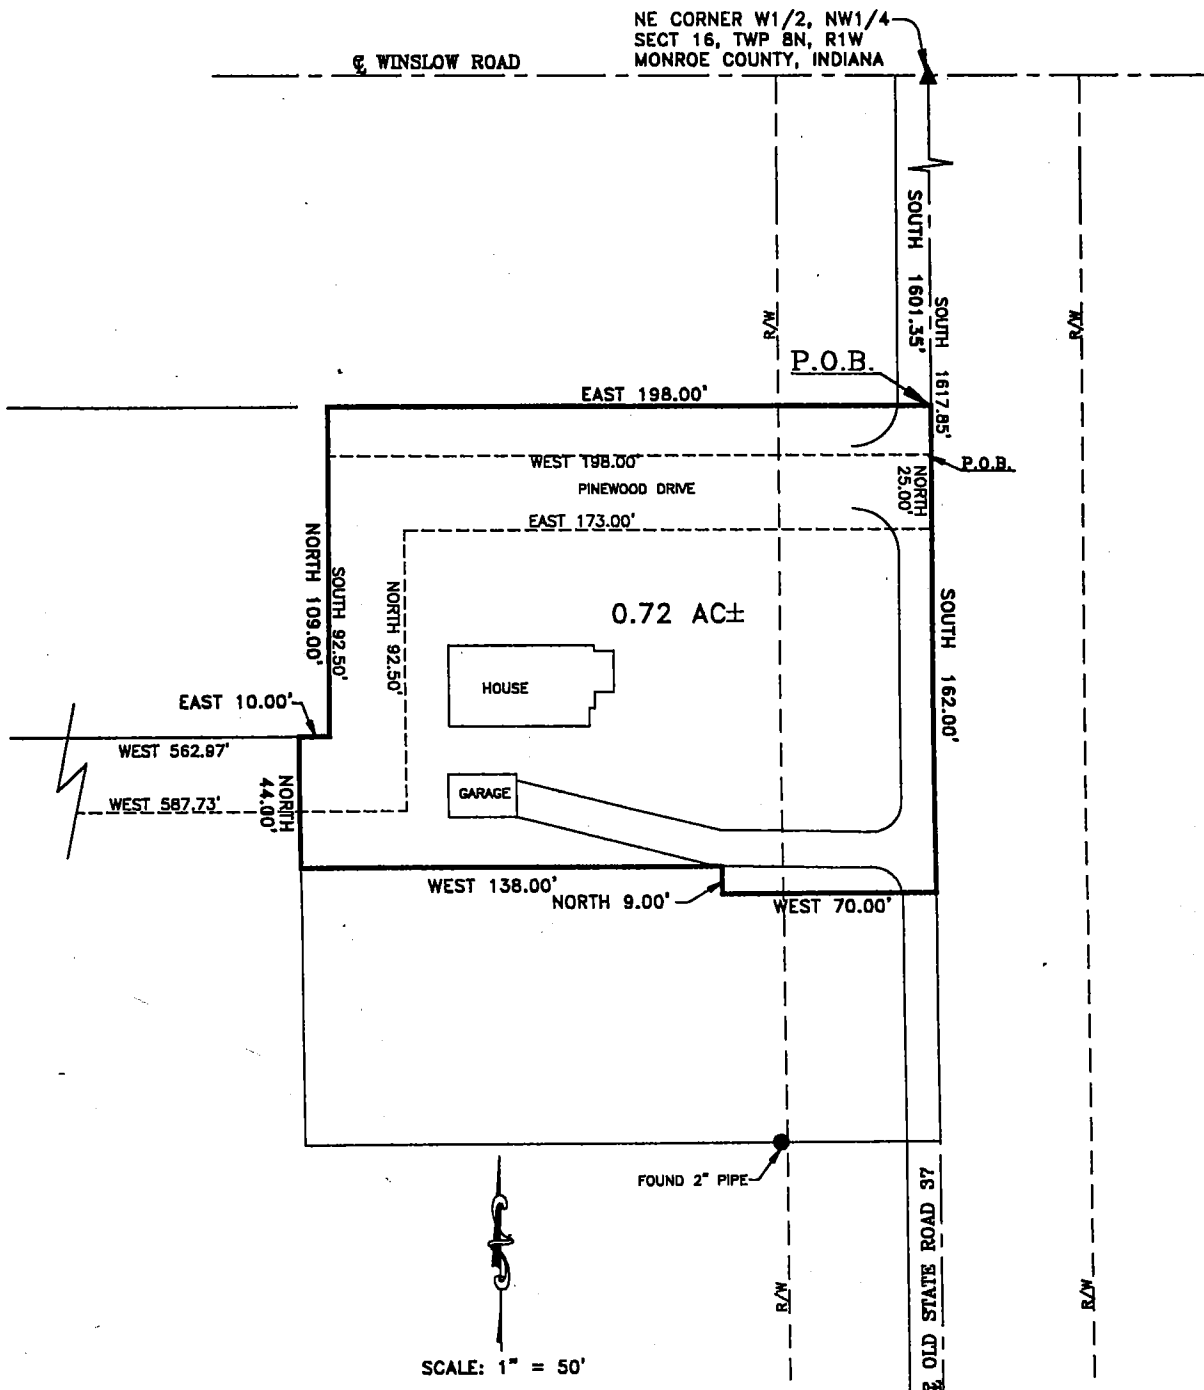 NE CORNER W1/2, NW1/4
SECT 16, TWP 8N, R1W
MONROE COUNTY, INDIANA
℄ WINSLOW ROAD
SOUTH 1601.35'
SOUTH 1617.85'
R/W
R/W
P.O.B.
EAST 198.00'
WEST 198.00'
P.O.B.
PINEWOOD DRIVE
NORTH
25.00'
EAST 173.00'
NORTH 109.00'
SOUTH 92.50'
NORTH 92.50'
0.72 AC±
SOUTH 162.00'
HOUSE
EAST 10.00'
WEST 562.97'
GARAGE
WEST 587.73'
NORTH
44.00'
WEST 138.00'
NORTH 9.00'
WEST 70.00'
FOUND 2" PIPE
R/W
R/W
℄ OLD STATE ROAD 37
SCALE: 1" = 50'